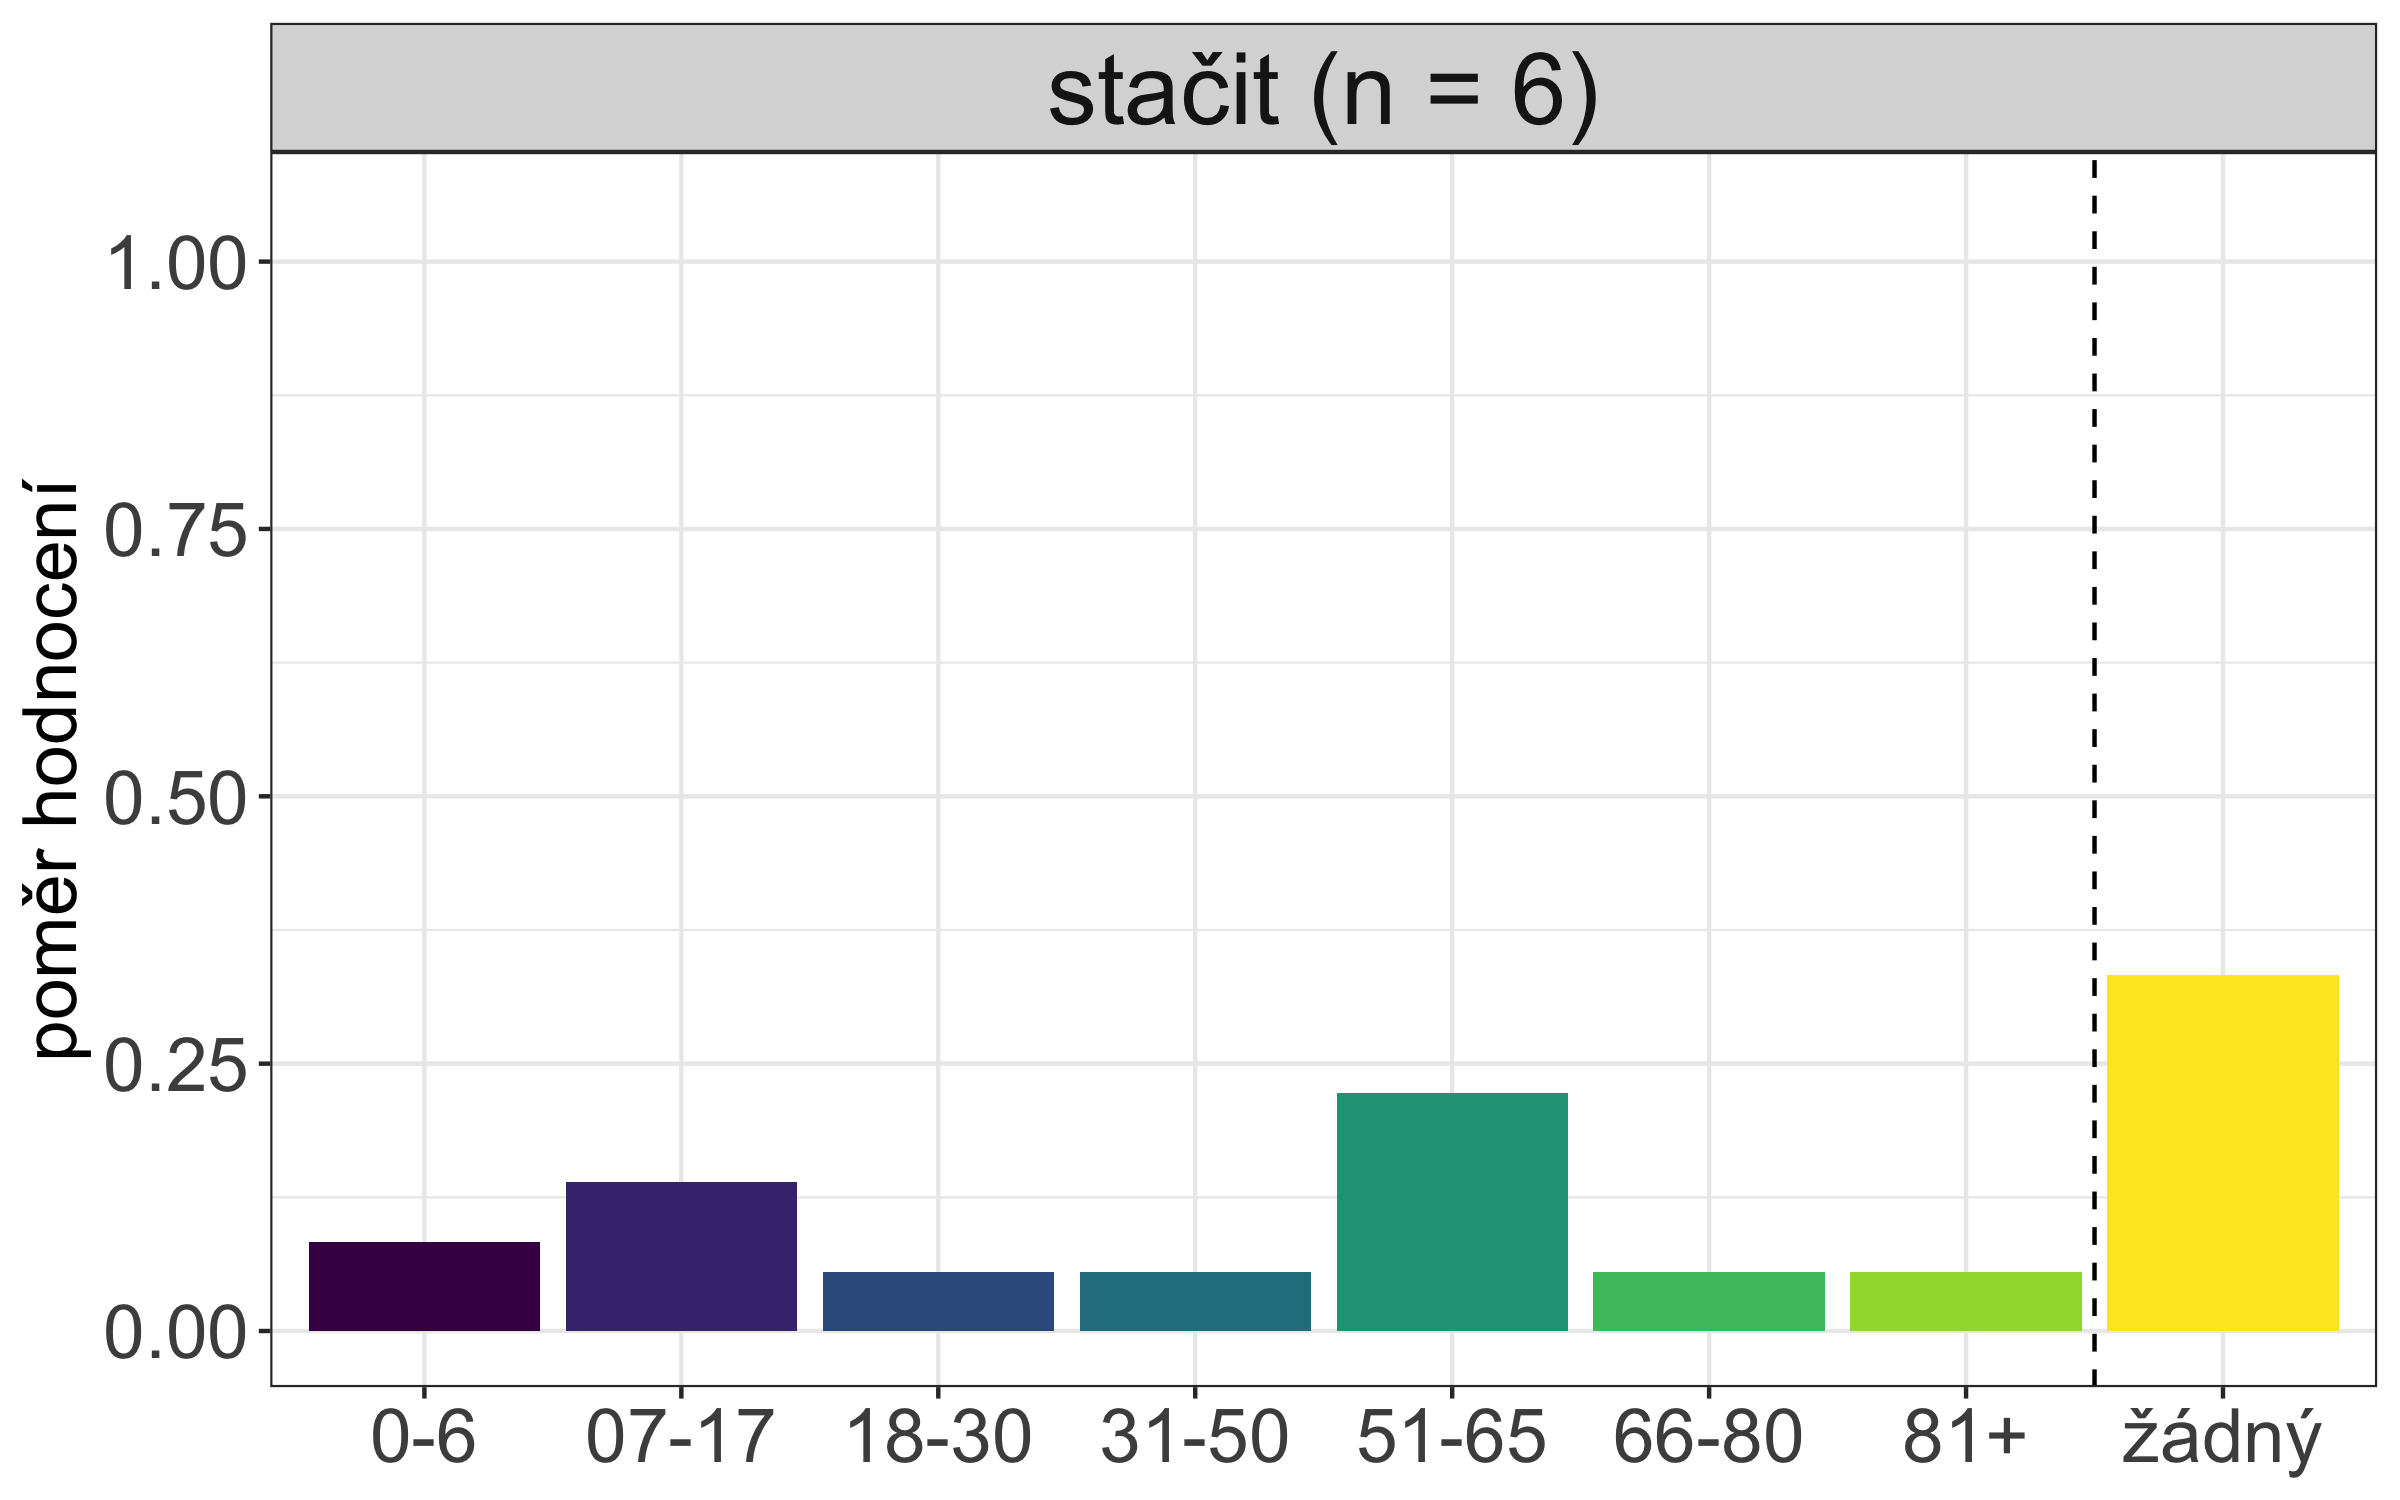 stačit (n = 6)
poměr hodnocení
1.00
0.75
0.50
0.25
0.00
0-6 07-17 18-30 31-50 51-65 66-80 81+ žádný